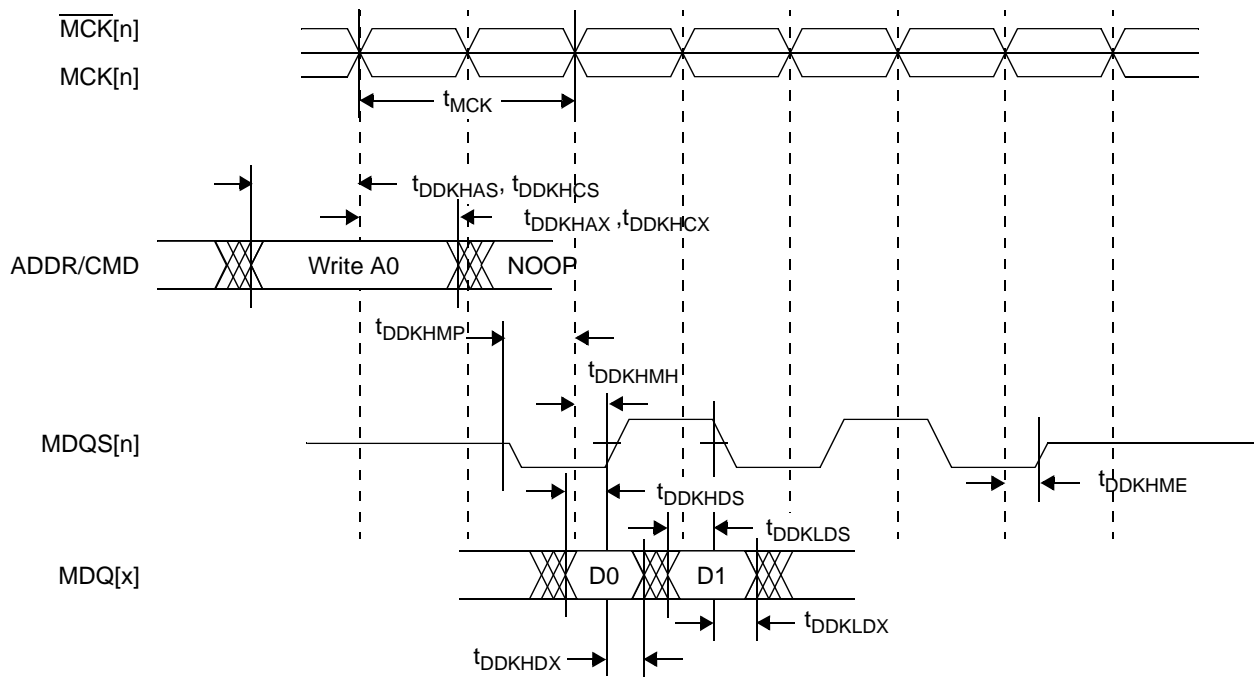 MCK[n]
MCK[n]
tMCK
tDDKHAS, tDDKHCS
tDDKHAX ,tDDKHCX
ADDR/CMD
Write A0
NOOP
tDDKHMP
tDDKHMH
MDQS[n]
tDDKHME
tDDKHDS
tDDKLDS
MDQ[x]
D0
D1
tDDKLDX
tDDKHDX